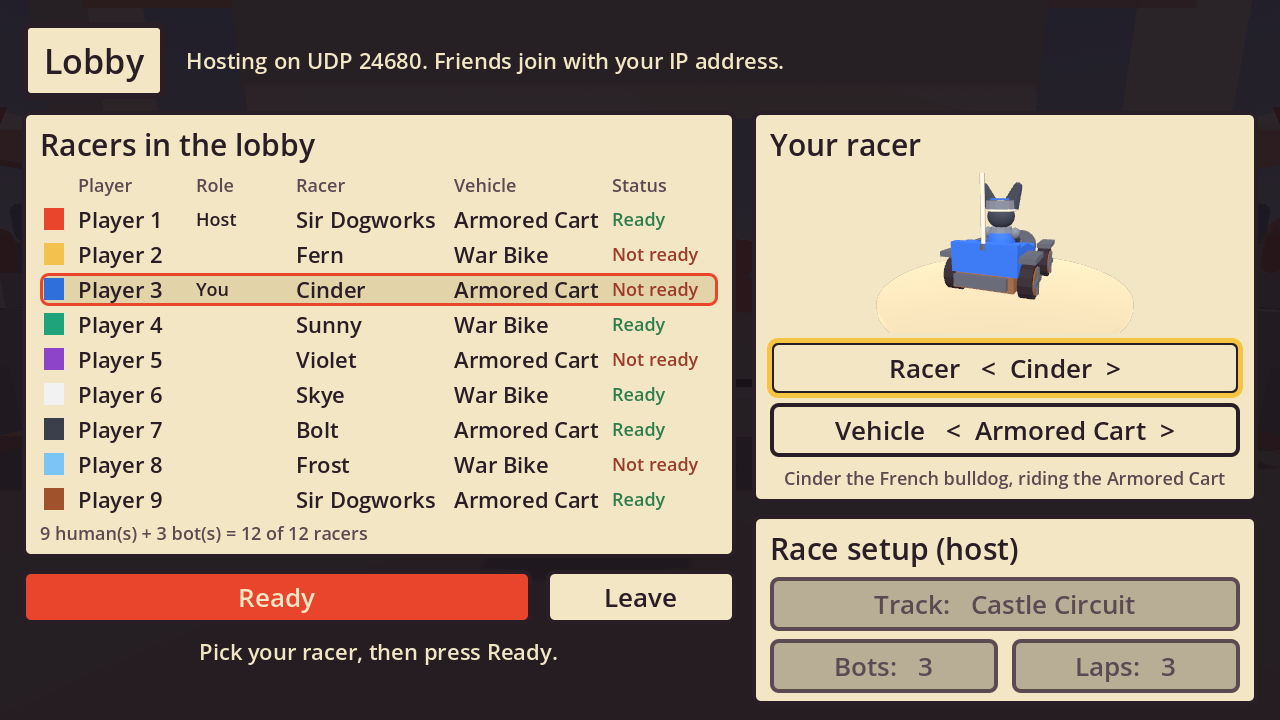 Lobby
Hosting on UDP 24680. Friends join with your IP address.
Racers in the lobby
Player Role Racer Vehicle Status
Player 1 Host Sir Dogworks Armored Cart Ready
Player 2 Fern War Bike Not ready
Player 3 You Cinder Armored Cart Not ready
Player 4 Sunny War Bike Ready
Player 5 Violet Armored Cart Not ready
Player 6 Skye War Bike Ready
Player 7 Bolt Armored Cart Ready
Player 8 Frost War Bike Not ready
Player 9 Sir Dogworks Armored Cart Ready
9 human(s) + 3 bot(s) = 12 of 12 racers
Ready
Leave
Pick your racer, then press Ready.
Your racer
Racer < Cinder >
Vehicle < Armored Cart >
Cinder the French bulldog, riding the Armored Cart
Race setup (host)
Track: Castle Circuit
Bots: 3
Laps: 3